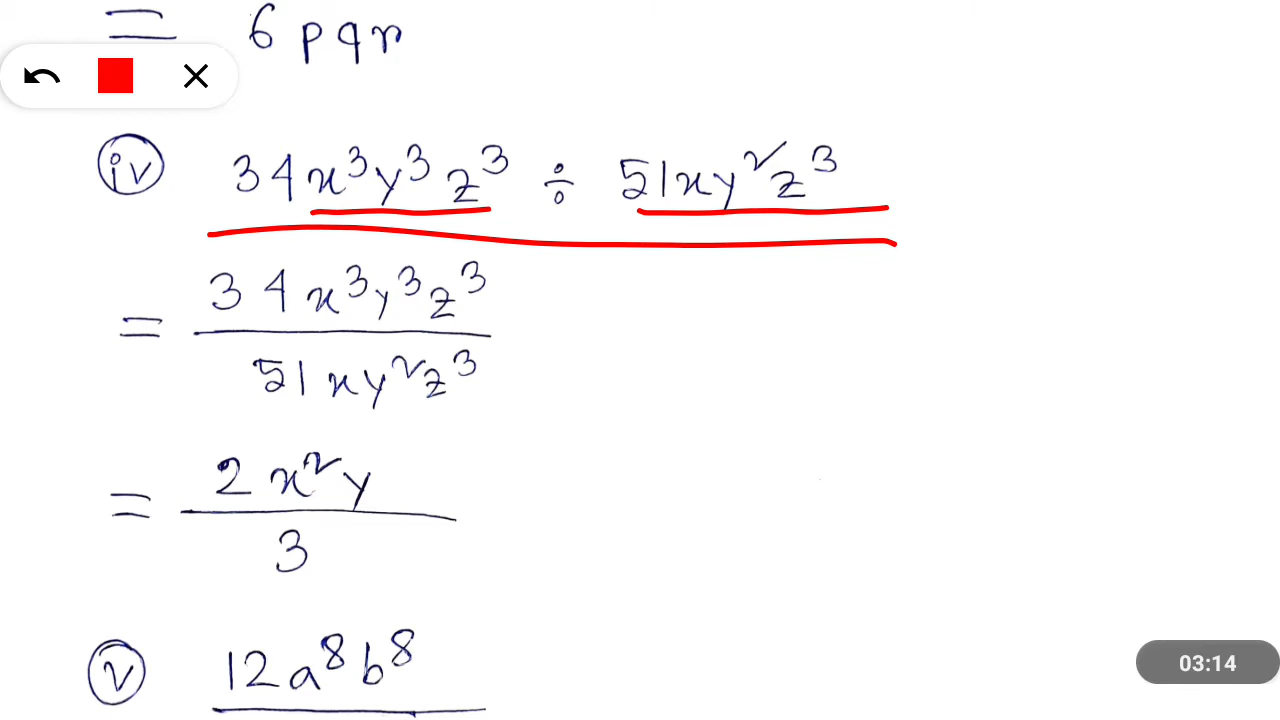 = 6pqr
(iv) 34x³y³z³ ÷ 51xy²z³
= 34x³y³z³
51xy²z³
= 2x²y
3
(v) 12a⁸b⁸
03:14